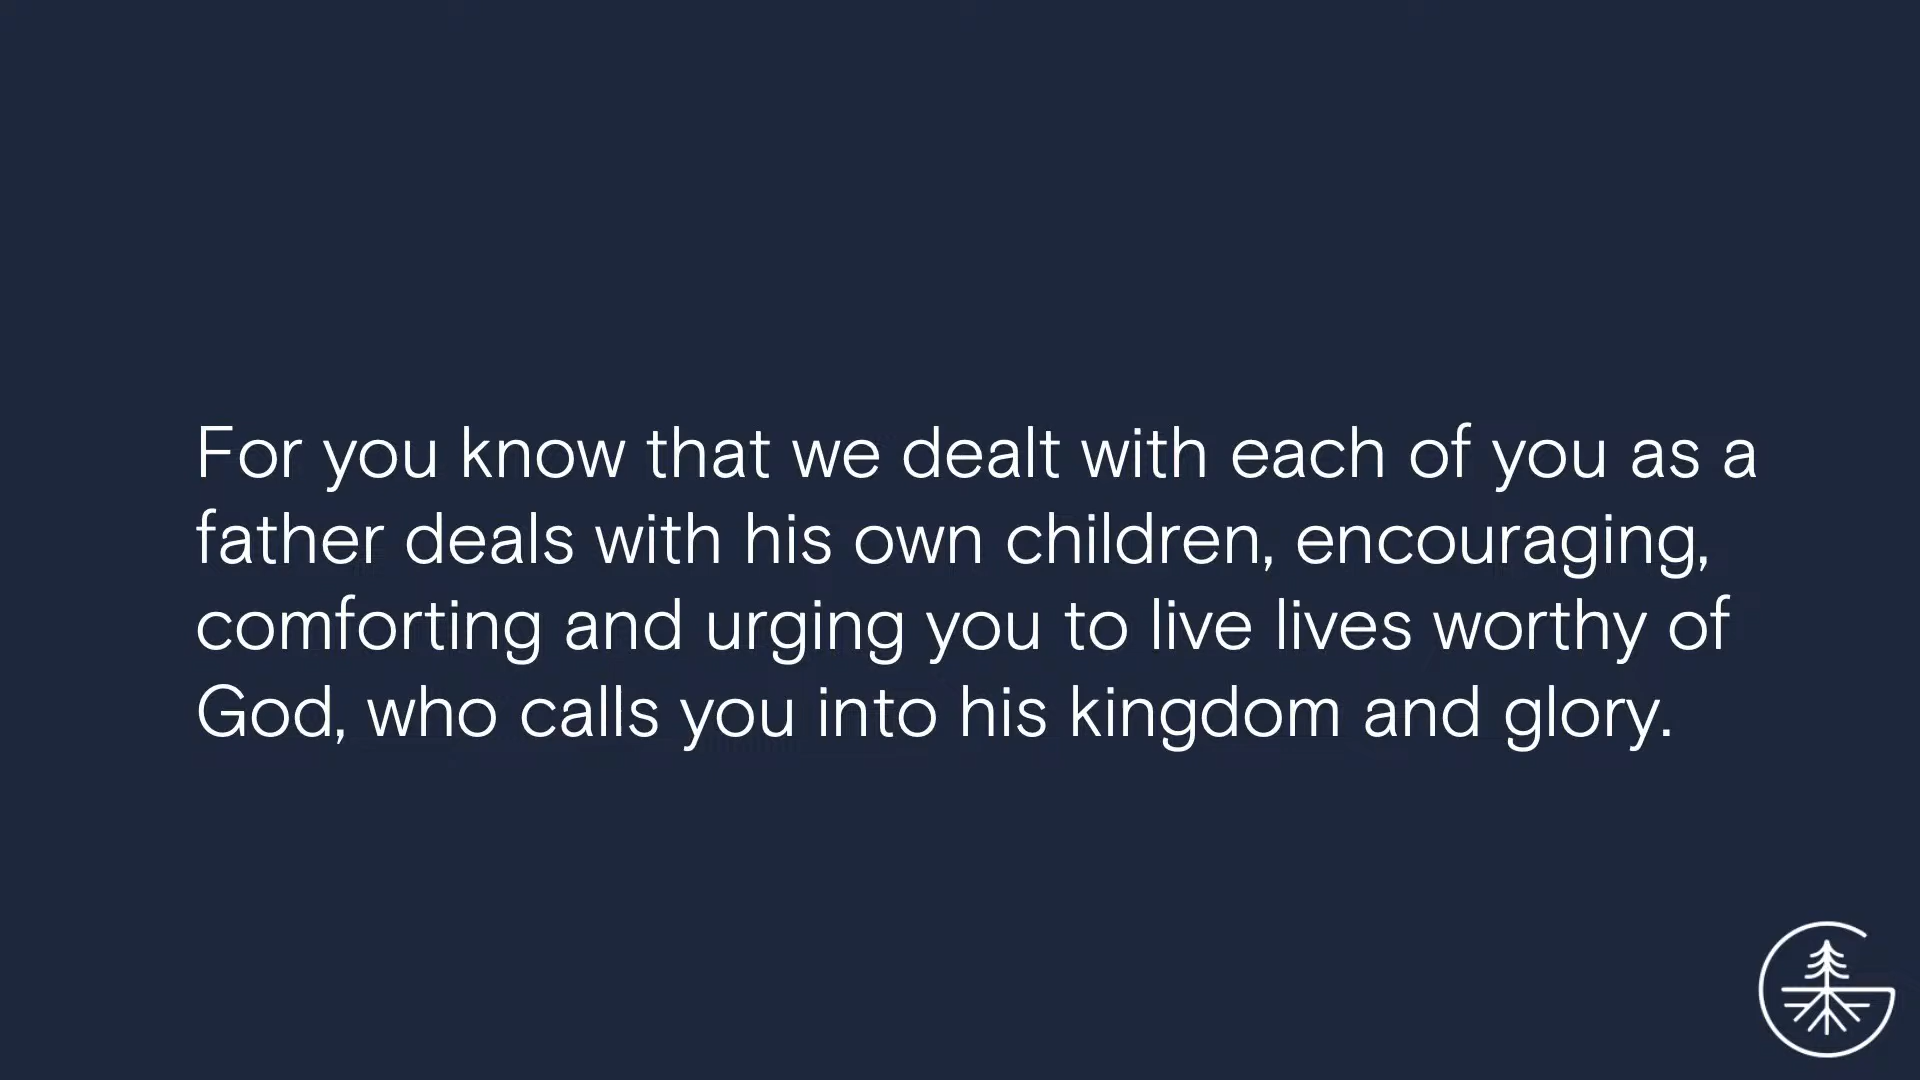 For you know that we dealt with each of you as a
father deals with his own children, encouraging,
comforting and urging you to live lives worthy of
God, who calls you into his kingdom and glory.